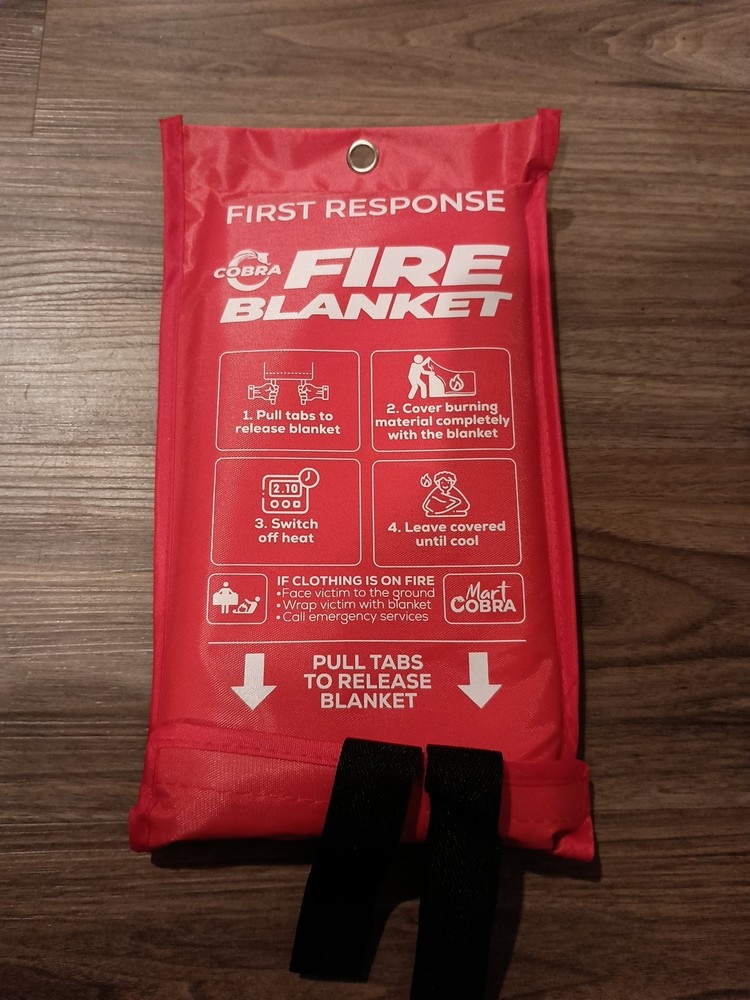 FIRST RESPONSE
COBRA
FIRE
BLANKET
1. Pull tabs to
release blanket
2. Cover burning
material completely
with the blanket
2.10
3. Switch
off heat
4. Leave covered
until cool
IF CLOTHING IS ON FIRE
•Face victim to the ground
•Wrap victim with blanket
•Call emergency services
Mart
COBRA
PULL TABS
TO RELEASE
BLANKET